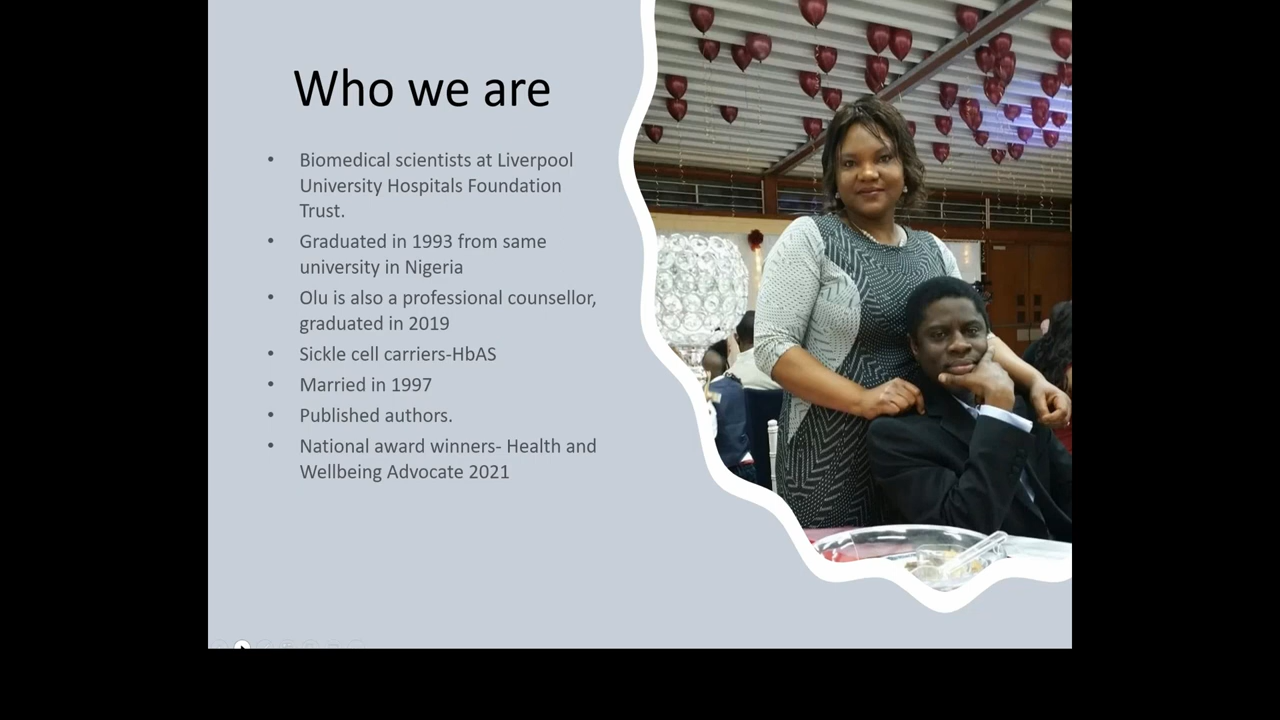 Who we are
• Biomedical scientists at Liverpool
University Hospitals Foundation
Trust.
• Graduated in 1993 from same
university in Nigeria
• Olu is also a professional counsellor,
graduated in 2019
• Sickle cell carriers-HbAS
• Married in 1997
• Published authors.
• National award winners- Health and
Wellbeing Advocate 2021